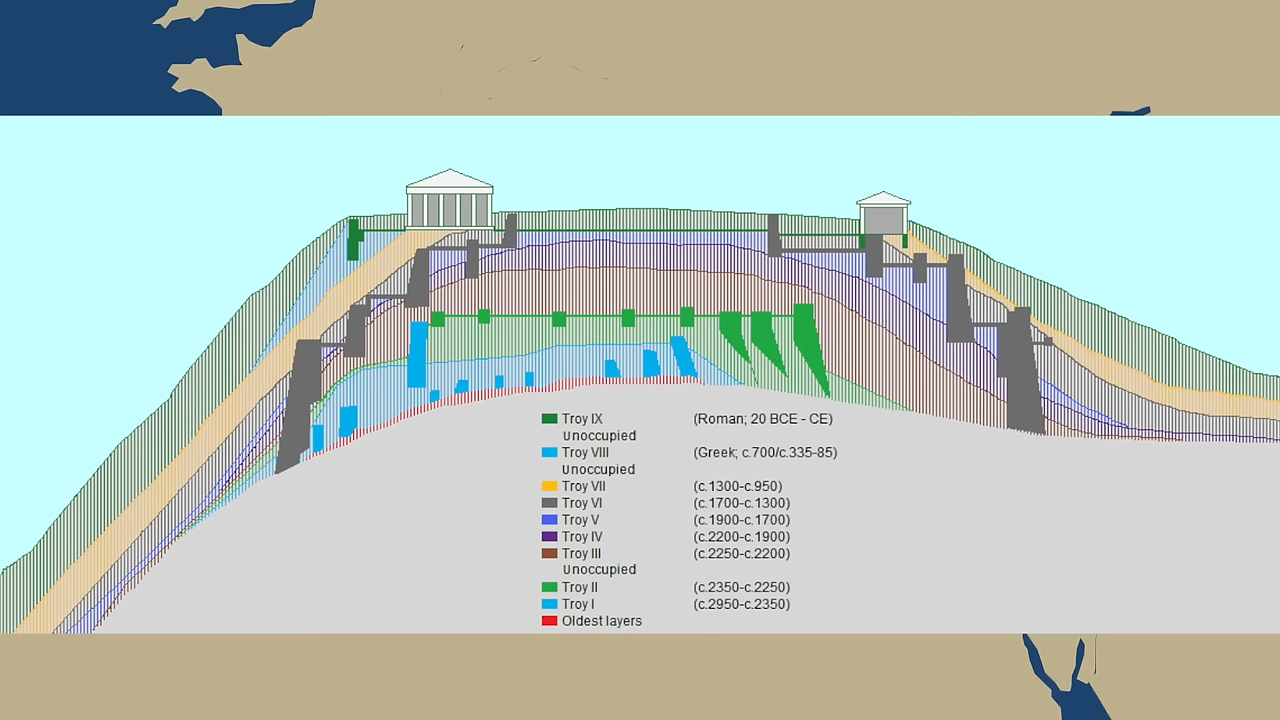 Troy IX (Roman; 20 BCE - CE)
Unoccupied
Troy VIII (Greek; c.700/c.335-85)
Unoccupied
Troy VII (c.1300-c.950)
Troy VI (c.1700-c.1300)
Troy V (c.1900-c.1700)
Troy IV (c.2200-c.1900)
Troy III (c.2250-c.2200)
Unoccupied
Troy II (c.2350-c.2250)
Troy I (c.2950-c.2350)
Oldest layers